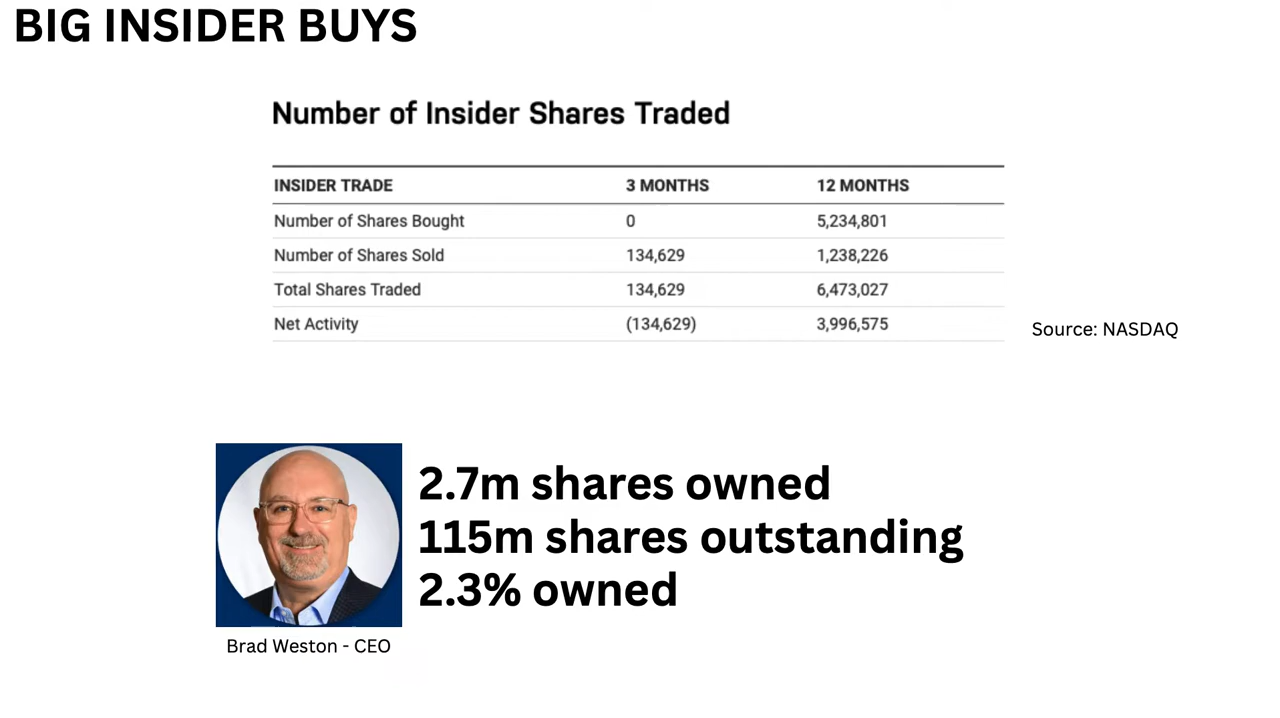 BIG INSIDER BUYS
Number of Insider Shares Traded
INSIDER TRADE 3 MONTHS 12 MONTHS
Number of Shares Bought 0 5,234,801
Number of Shares Sold 134,629 1,238,226
Total Shares Traded 134,629 6,473,027
Net Activity (134,629) 3,996,575
Source: NASDAQ
2.7m shares owned
115m shares outstanding
2.3% owned
Brad Weston - CEO